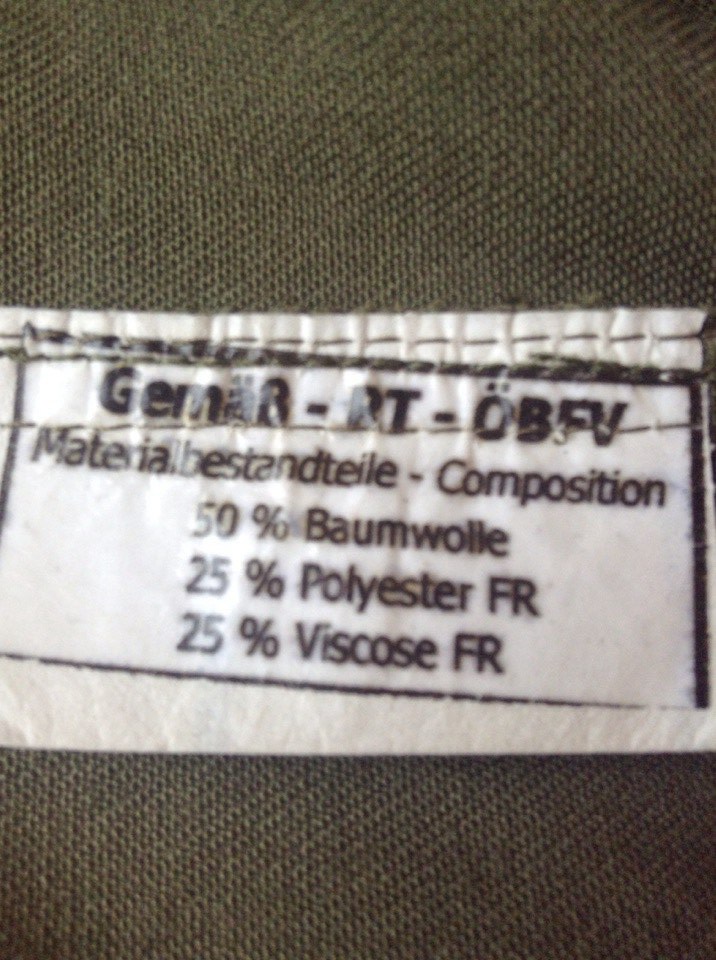 Gemäß - RT - ÖBFV
Materialbestandteile - Composition
50 % Baumwolle
25 % Polyester FR
25 % Viscose FR